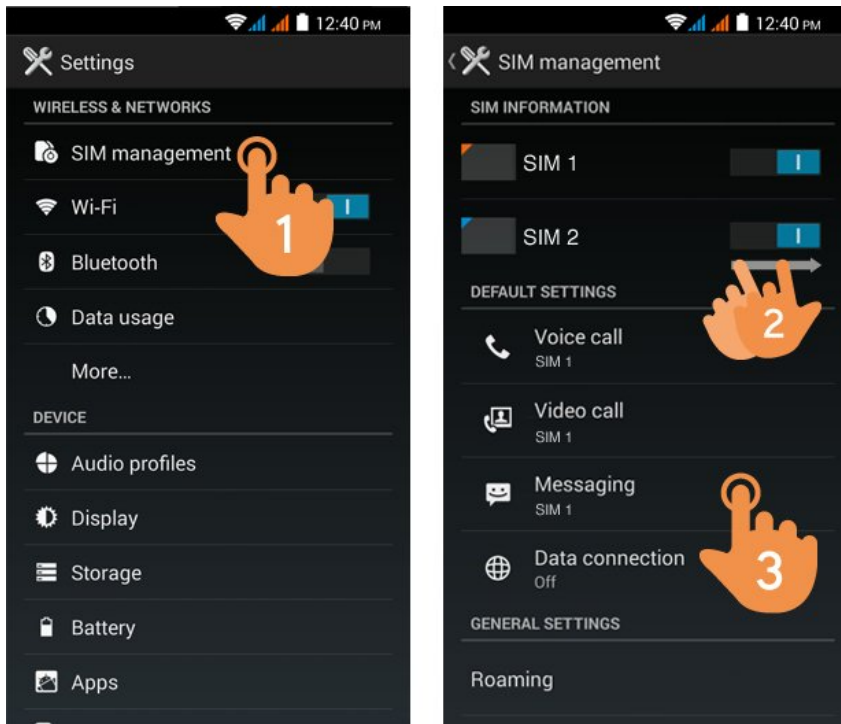 12:40 PM
Settings
WIRELESS & NETWORKS
SIM management
1
Wi-Fi
Bluetooth
Data usage
More...
DEVICE
Audio profiles
Display
Storage
Battery
Apps
12:40 PM
SIM management
SIM INFORMATION
SIM 1
SIM 2
DEFAULT SETTINGS
2
Voice call
SIM 1
Video call
SIM 1
Messaging
SIM 1
Data connection
Off
3
GENERAL SETTINGS
Roaming